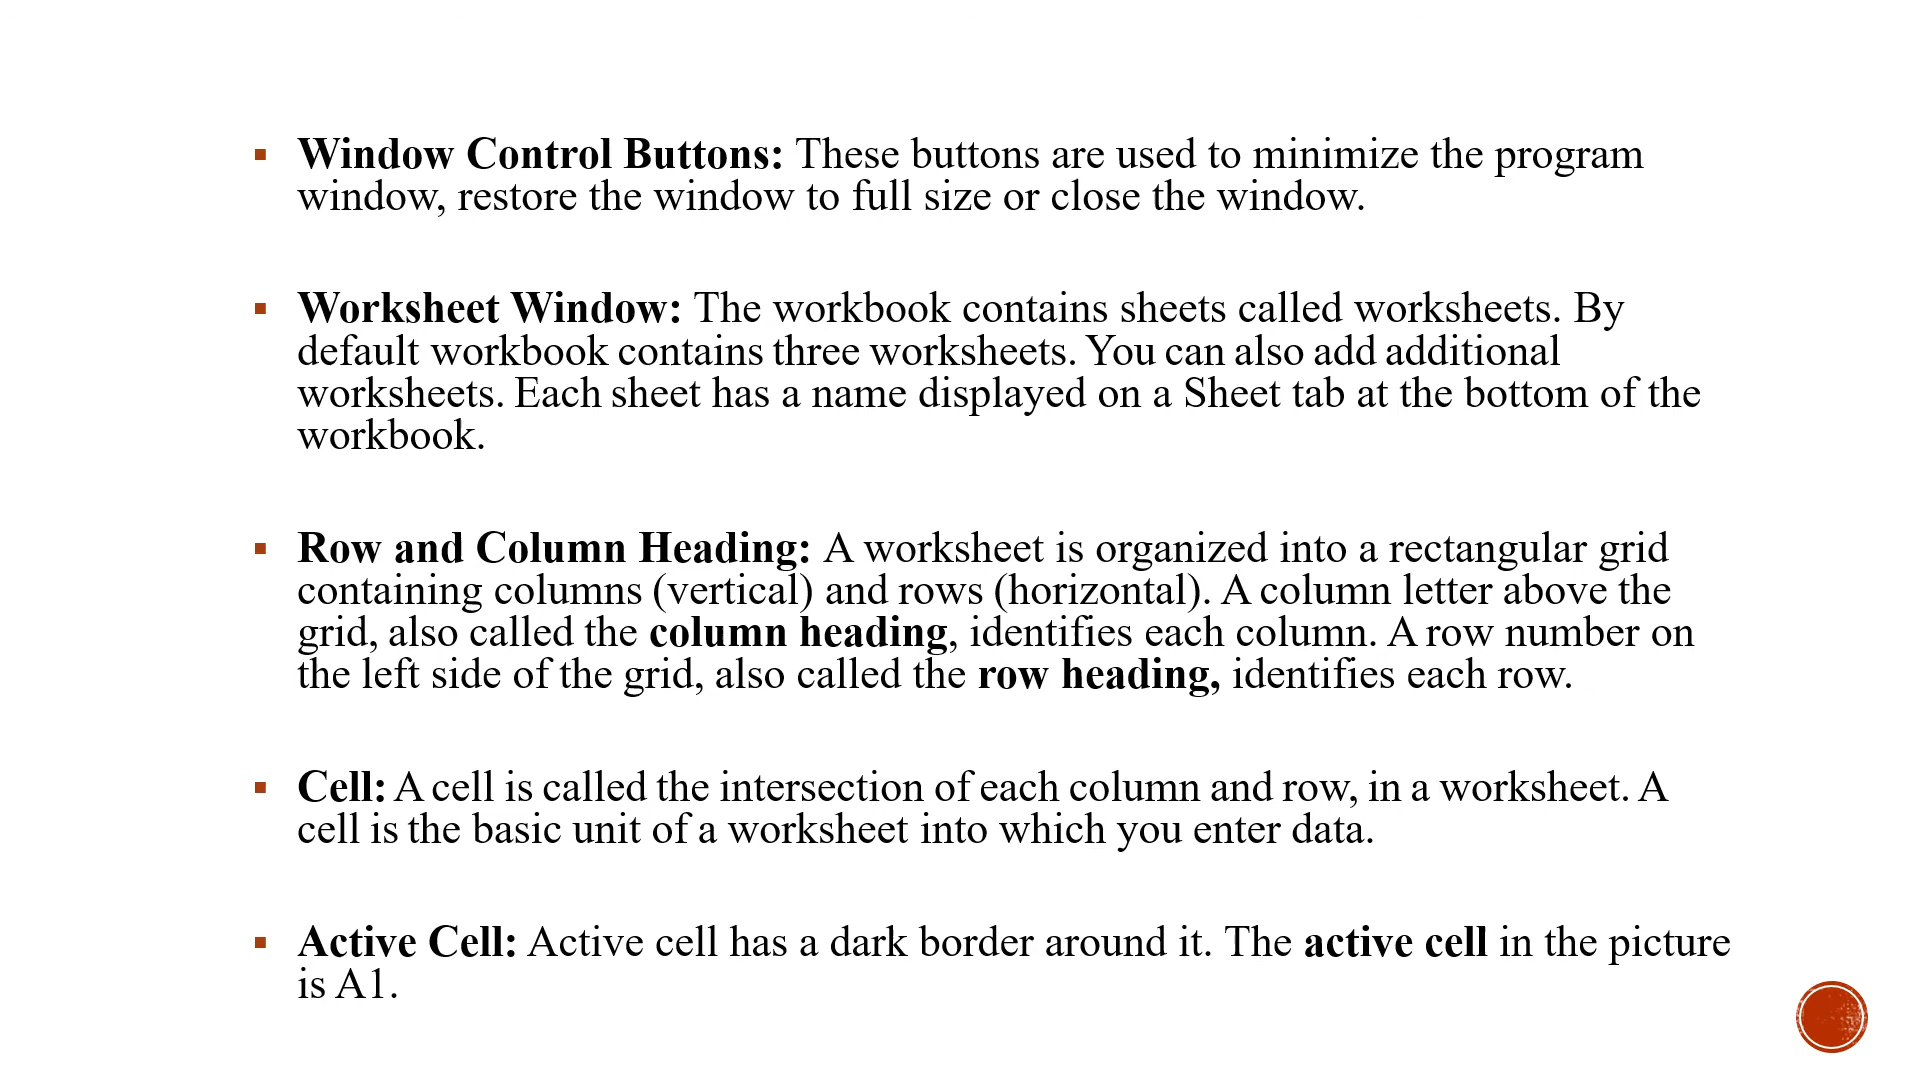 ▪ Window Control Buttons: These buttons are used to minimize the program
window, restore the window to full size or close the window.
▪ Worksheet Window: The workbook contains sheets called worksheets. By
default workbook contains three worksheets. You can also add additional
worksheets. Each sheet has a name displayed on a Sheet tab at the bottom of the
workbook.
▪ Row and Column Heading: A worksheet is organized into a rectangular grid
containing columns (vertical) and rows (horizontal). A column letter above the
grid, also called the column heading, identifies each column. A row number on
the left side of the grid, also called the row heading, identifies each row.
▪ Cell: A cell is called the intersection of each column and row, in a worksheet. A
cell is the basic unit of a worksheet into which you enter data.
▪ Active Cell: Active cell has a dark border around it. The active cell in the picture
is A1.